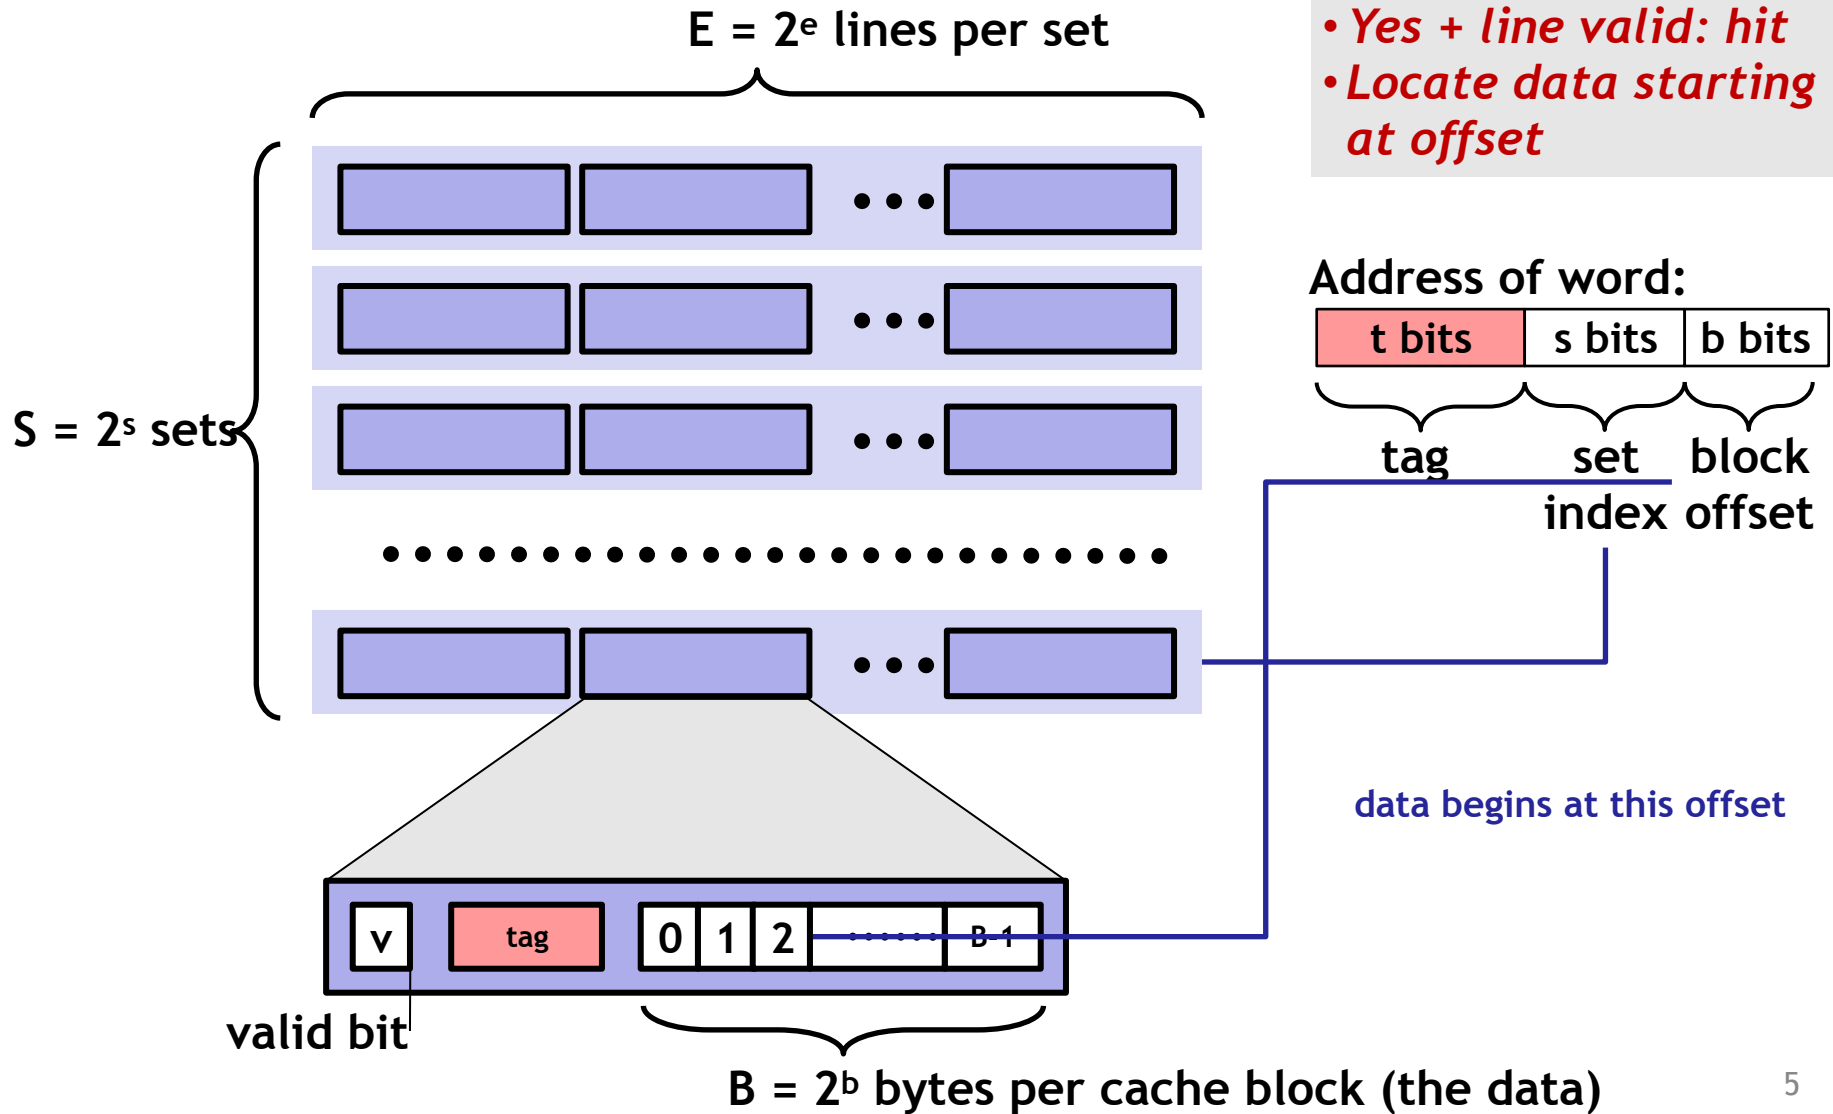 E = 2ᵉ lines per set
• Yes + line valid: hit
• Locate data starting
at offset
Address of word:
t bits s bits b bits
S = 2ˢ sets
tag set block
index offset
data begins at this offset
v tag 0 1 2 ······ B-1
valid bit
B = 2ᵇ bytes per cache block (the data)
5